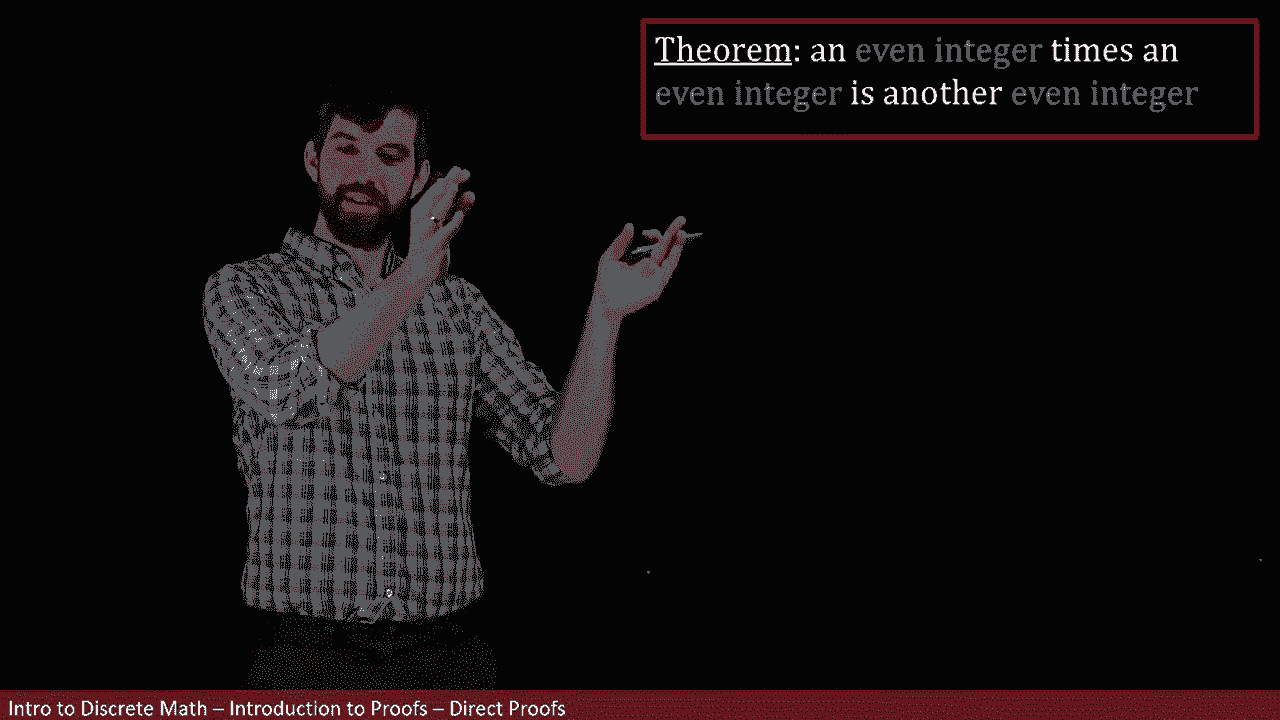 Theorem: an even integer times an
even integer is another even integer
Intro to Discrete Math – Introduction to Proofs – Direct Proofs